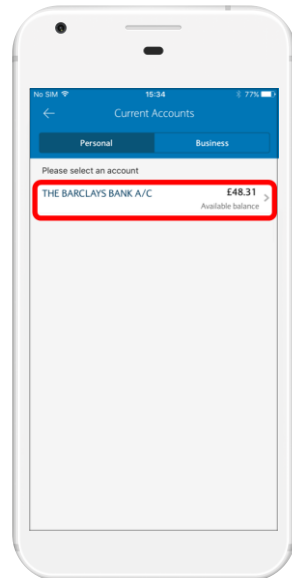 No SIM 15:34 77%
Current Accounts
Personal Business
Please select an account
THE BARCLAYS BANK A/C £48.31
Available balance